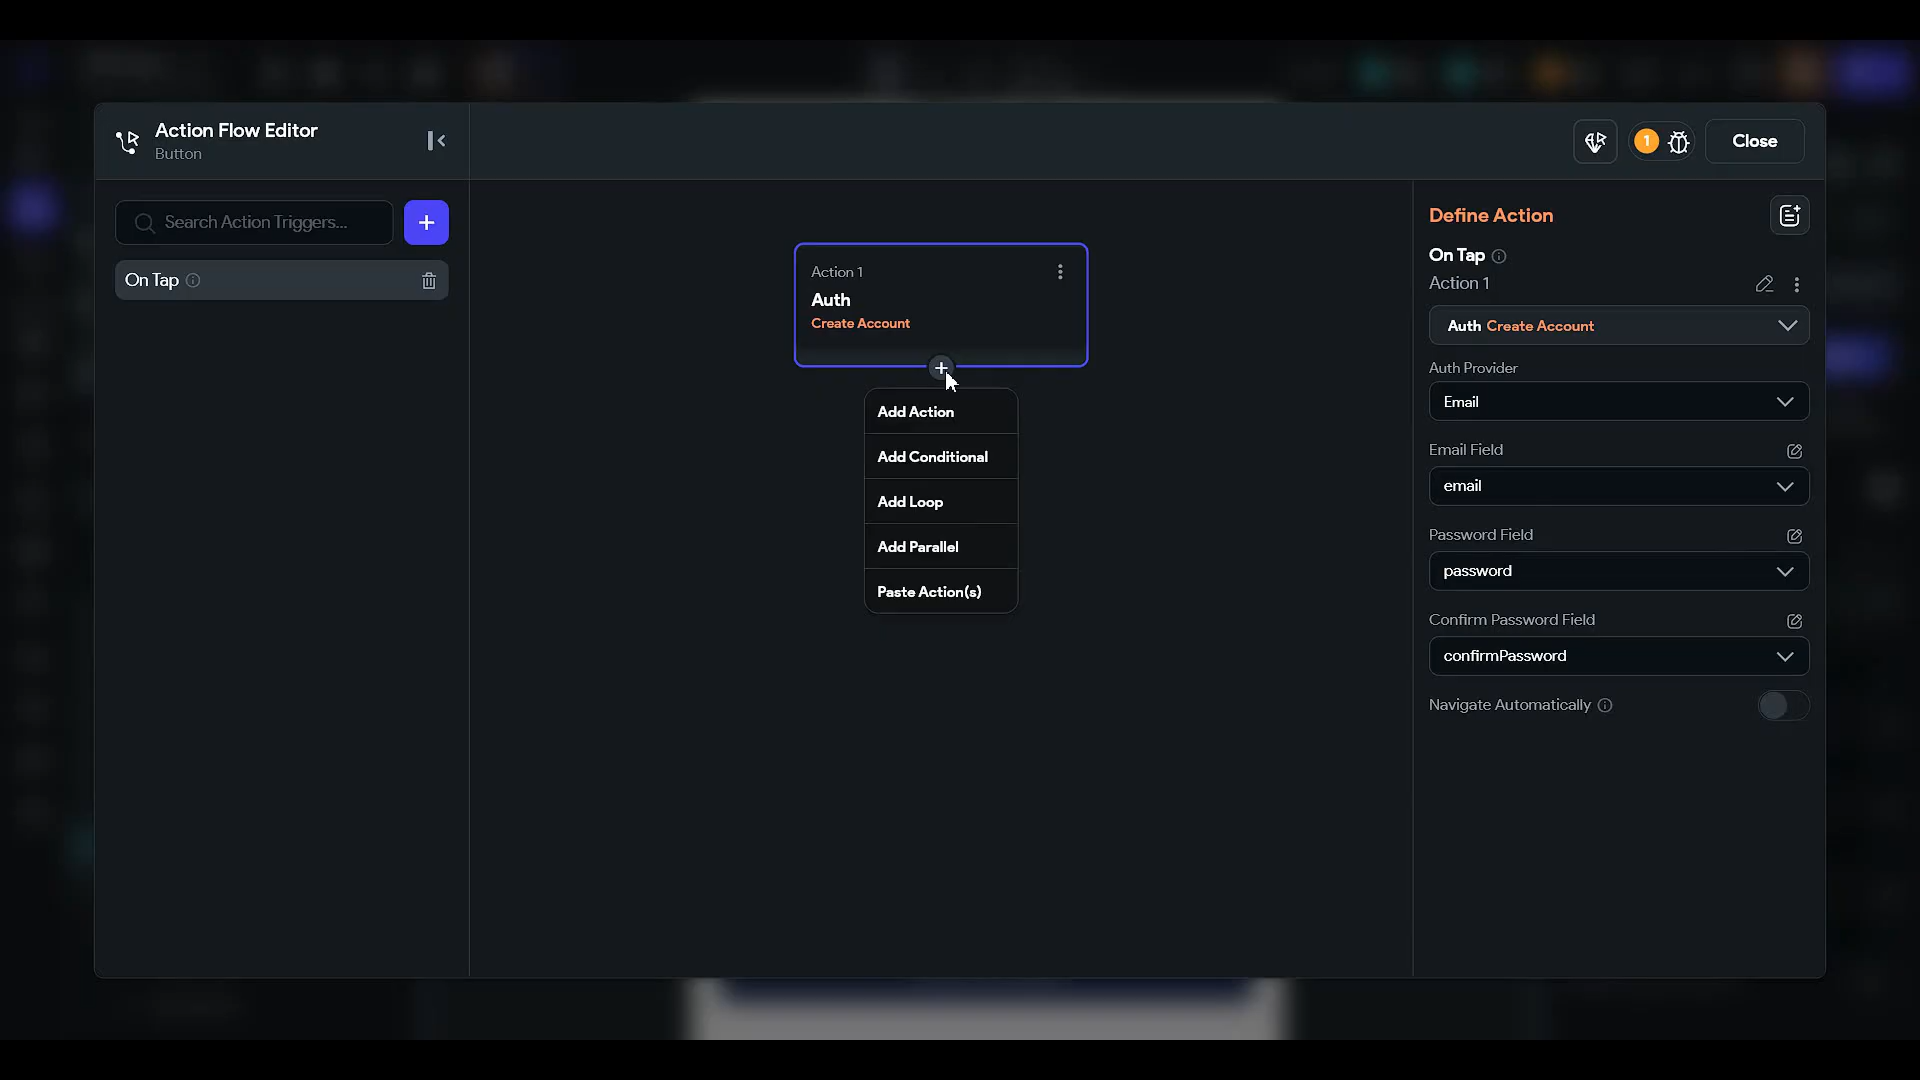 Action Flow Editor
Button
Search Action Triggers...
On Tap
Action 1
Auth
Create Account
Add Action
Add Conditional
Add Loop
Add Parallel
Paste Action(s)
1
Close
Define Action
On Tap
Action 1
Auth Create Account
Auth Provider
Email
Email Field
email
Password Field
password
Confirm Password Field
confirmPassword
Navigate Automatically